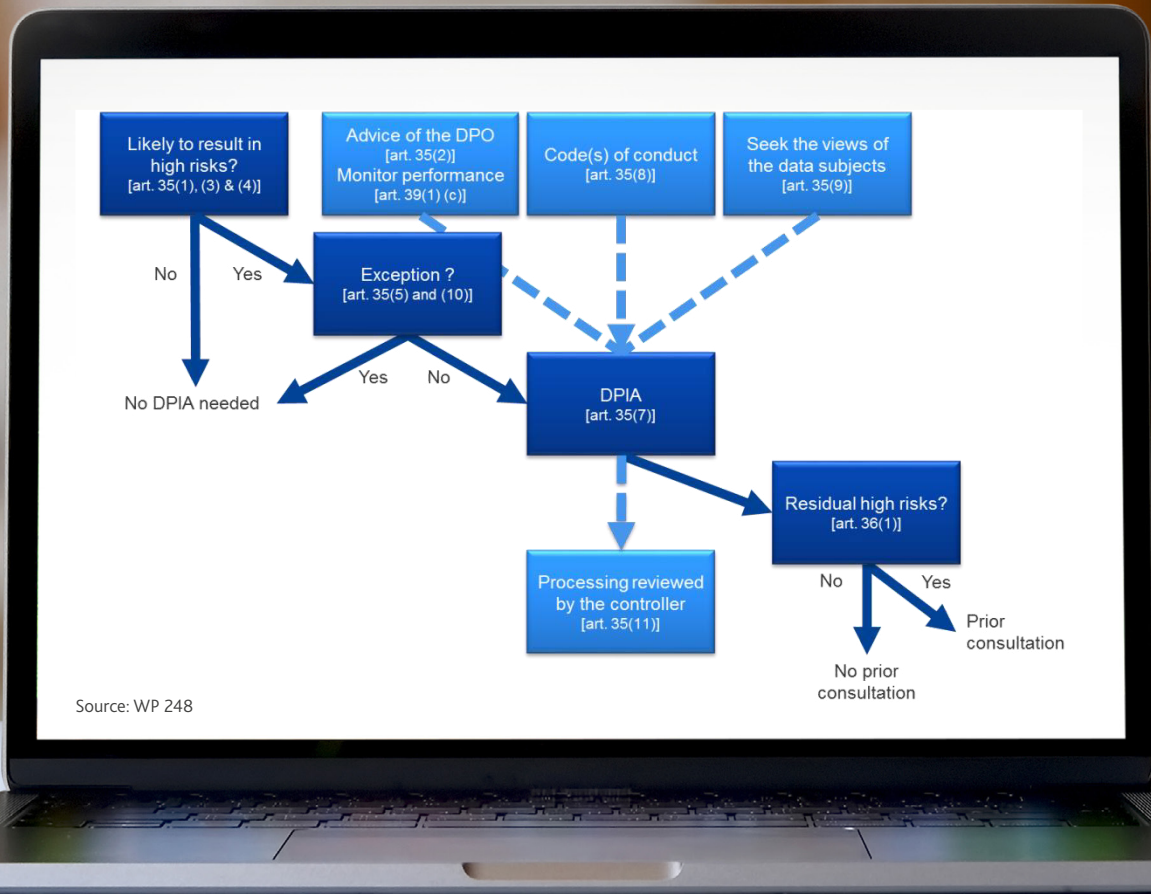 Likely to result in
high risks?
[art. 35(1), (3) & (4)]
Advice of the DPO
[art. 35(2)]
Monitor performance
[art. 39(1) (c)]
Code(s) of conduct
[art. 35(8)]
Seek the views of
the data subjects
[art. 35(9)]
No
Yes
Exception ?
[art. 35(5) and (10)]
Yes
No
No DPIA needed
DPIA
[art. 35(7)]
Residual high risks?
[art. 36(1)]
Processing reviewed
by the controller
[art. 35(11)]
No
Yes
Prior
consultation
No prior
consultation
Source: WP 248